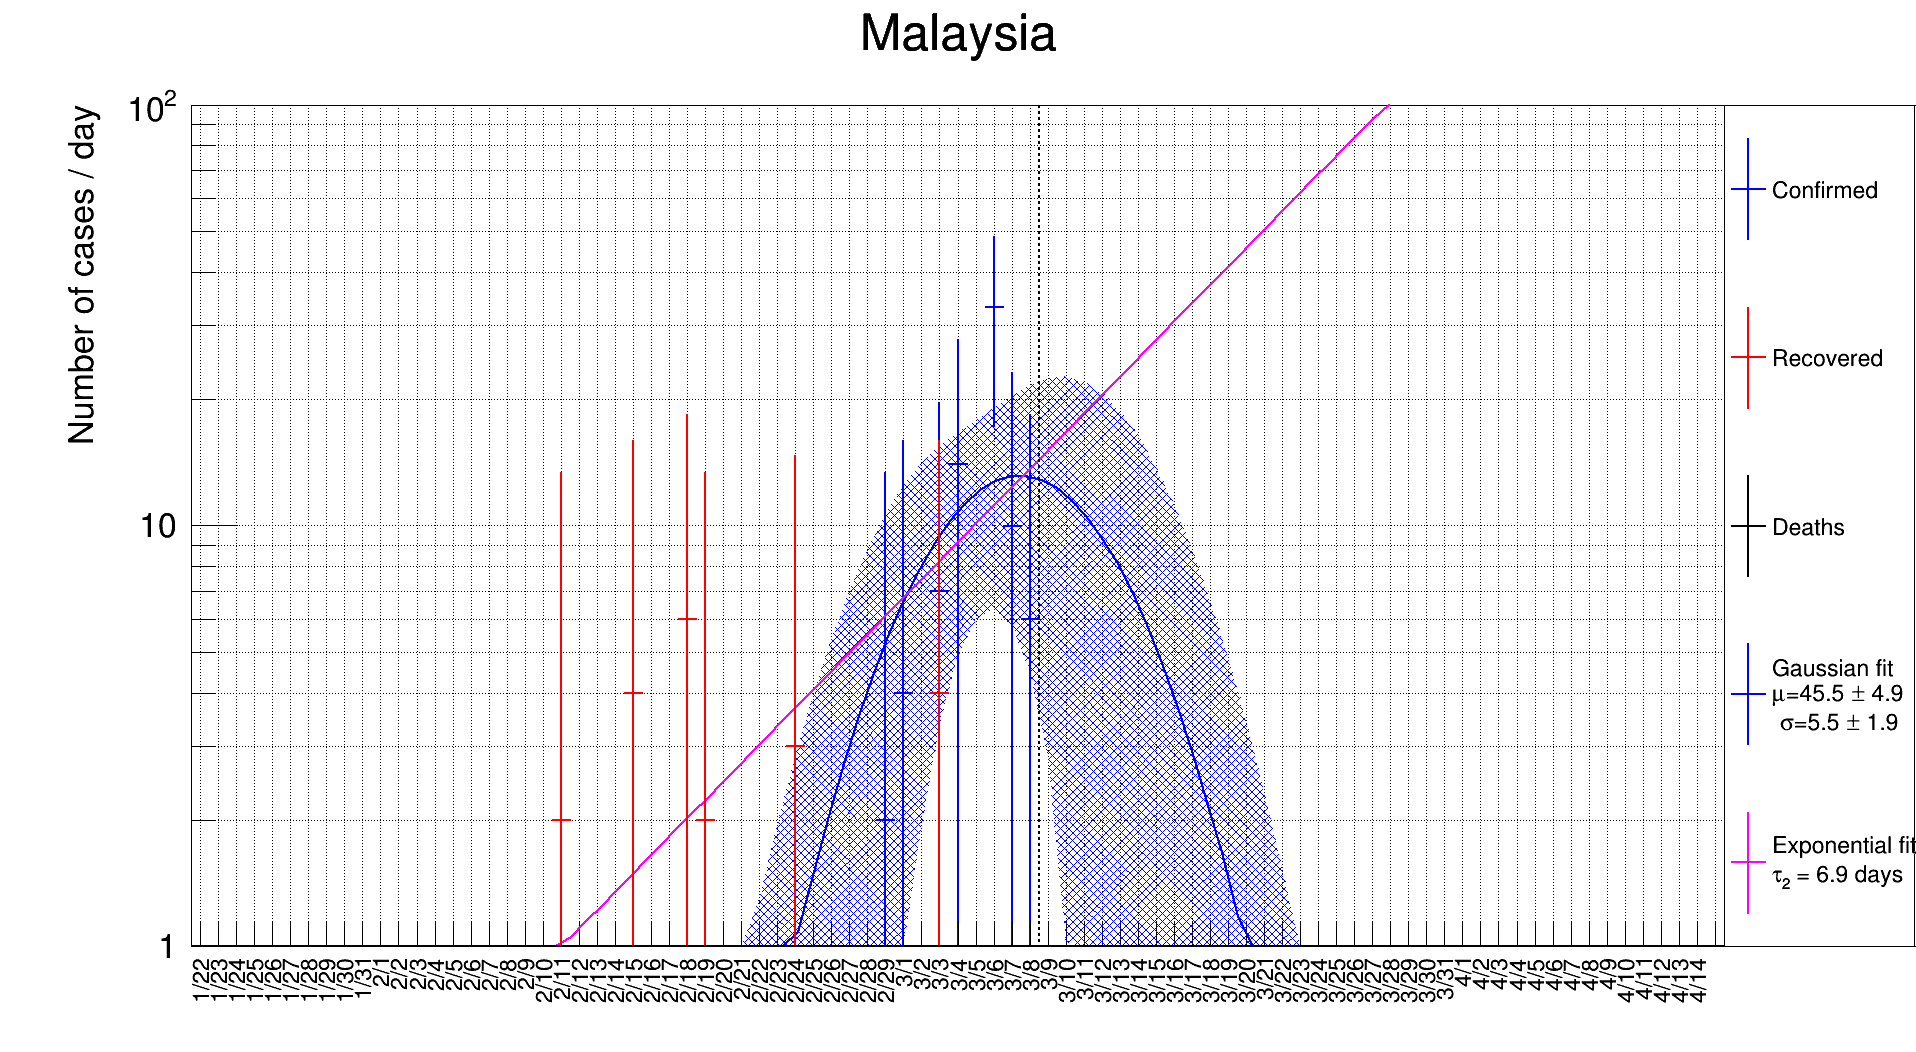 Malaysia
Number of cases / day
10²
10
1
1/22 1/23 1/24 1/25 1/26 1/27 1/28 1/29 1/30 1/31 2/1 2/2 2/3 2/4 2/5 2/6 2/7 2/8 2/9 2/10 2/11 2/12 2/13 2/14 2/15 2/16 2/17 2/18 2/19 2/20 2/21 2/22 2/23 2/24 2/25 2/26 2/27 2/28 2/29 3/1 3/2 3/3 3/4 3/5 3/6 3/7 3/8 3/9 3/10 3/11 3/12 3/13 3/14 3/15 3/16 3/17 3/18 3/19 3/20 3/21 3/22 3/23 3/24 3/25 3/26 3/27 3/28 3/29 3/30 3/31 4/1 4/2 4/3 4/4 4/5 4/6 4/7 4/8 4/9 4/10 4/11 4/12 4/13 4/14
Confirmed
Recovered
Deaths
Gaussian fit
μ=45.5 ± 4.9
σ=5.5 ± 1.9
Exponential fit
τ₂ = 6.9 days